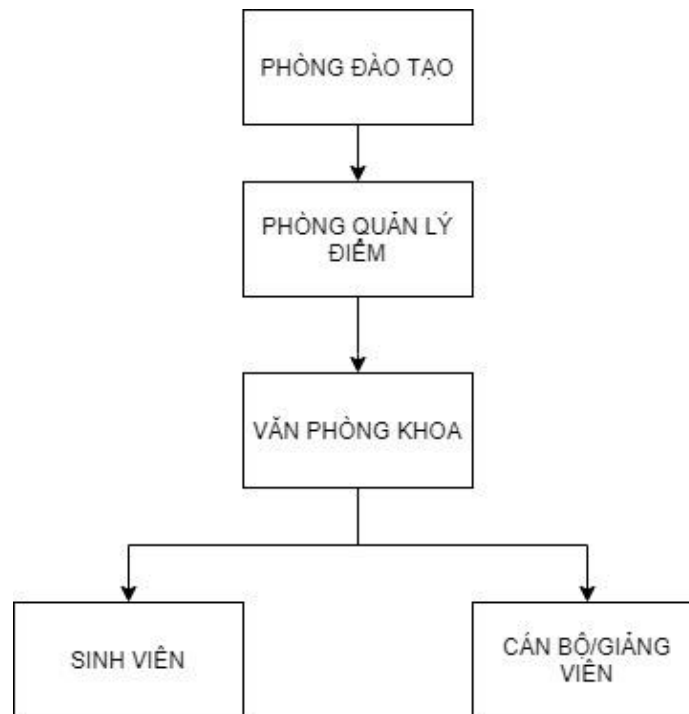 PHÒNG ĐÀO TẠO
PHÒNG QUẢN LÝ
ĐIỂM
VĂN PHÒNG KHOA
SINH VIÊN
CÁN BỘ/GIẢNG
VIÊN